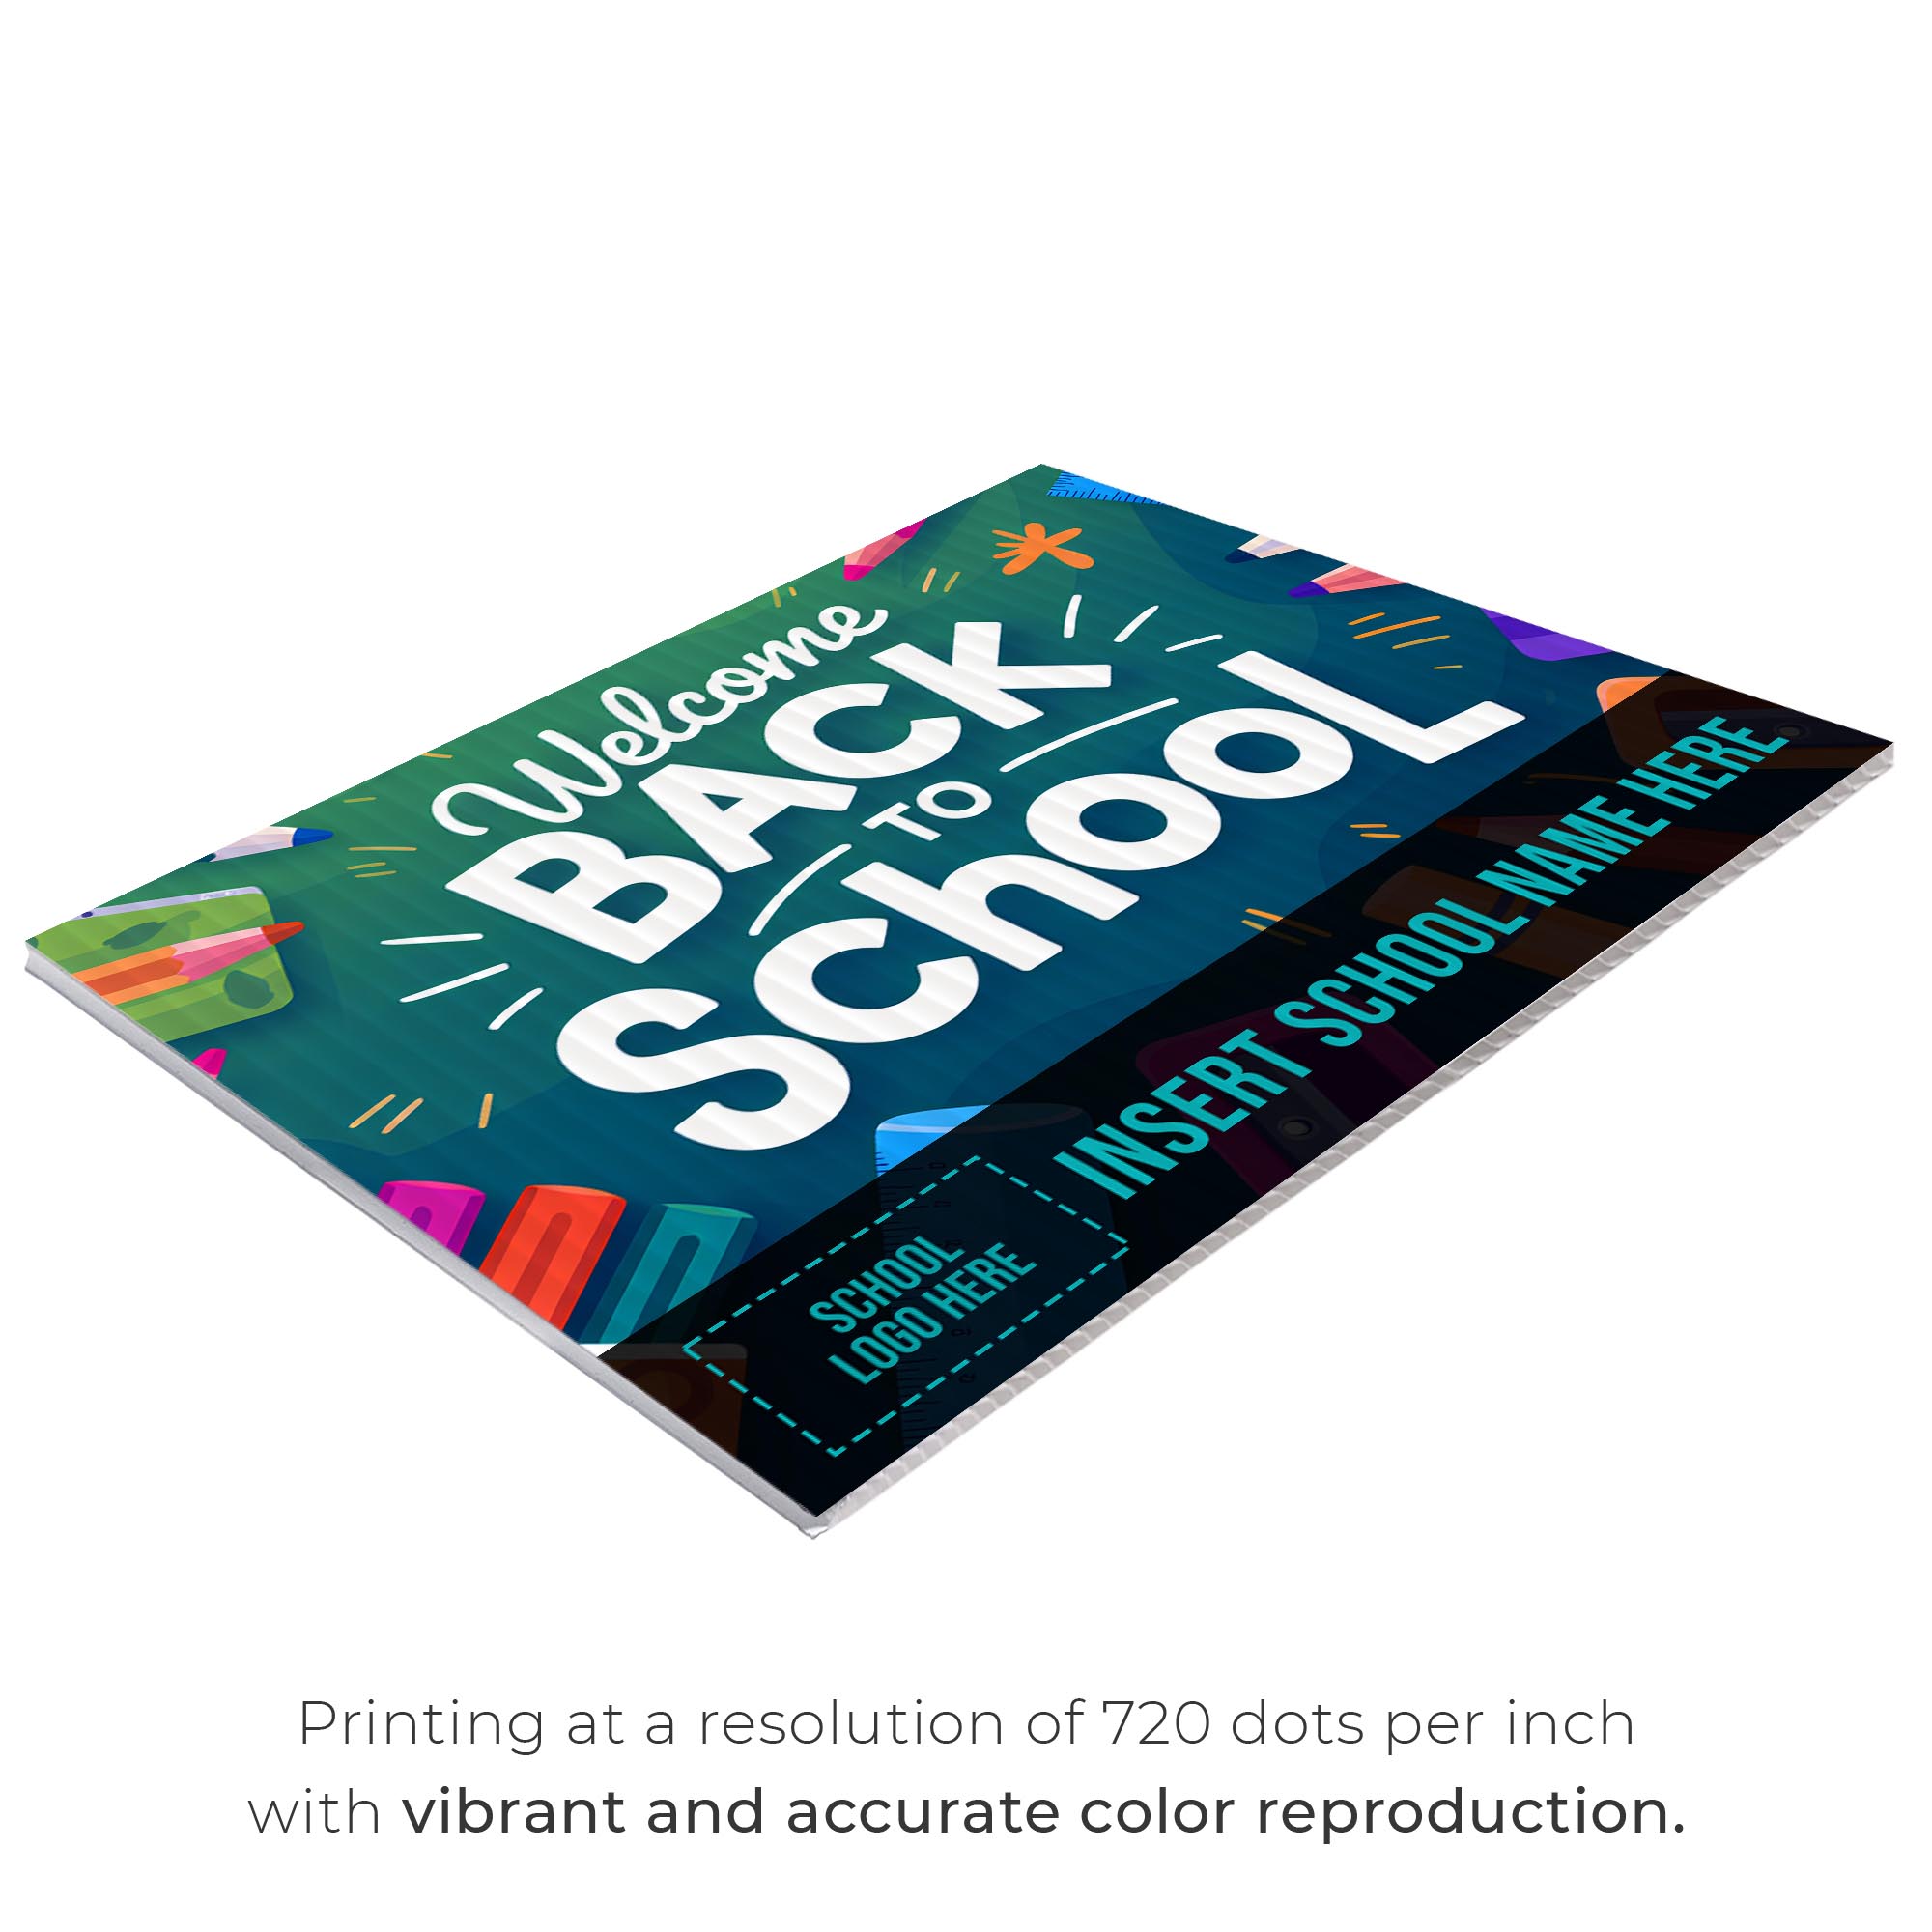 Welcome
BACK
TO
SChOOL
INSERT SCHOOL NAME HERE
SCHOOL
LOGO HERE
Printing at a resolution of 720 dots per inch
with vibrant and accurate color reproduction.